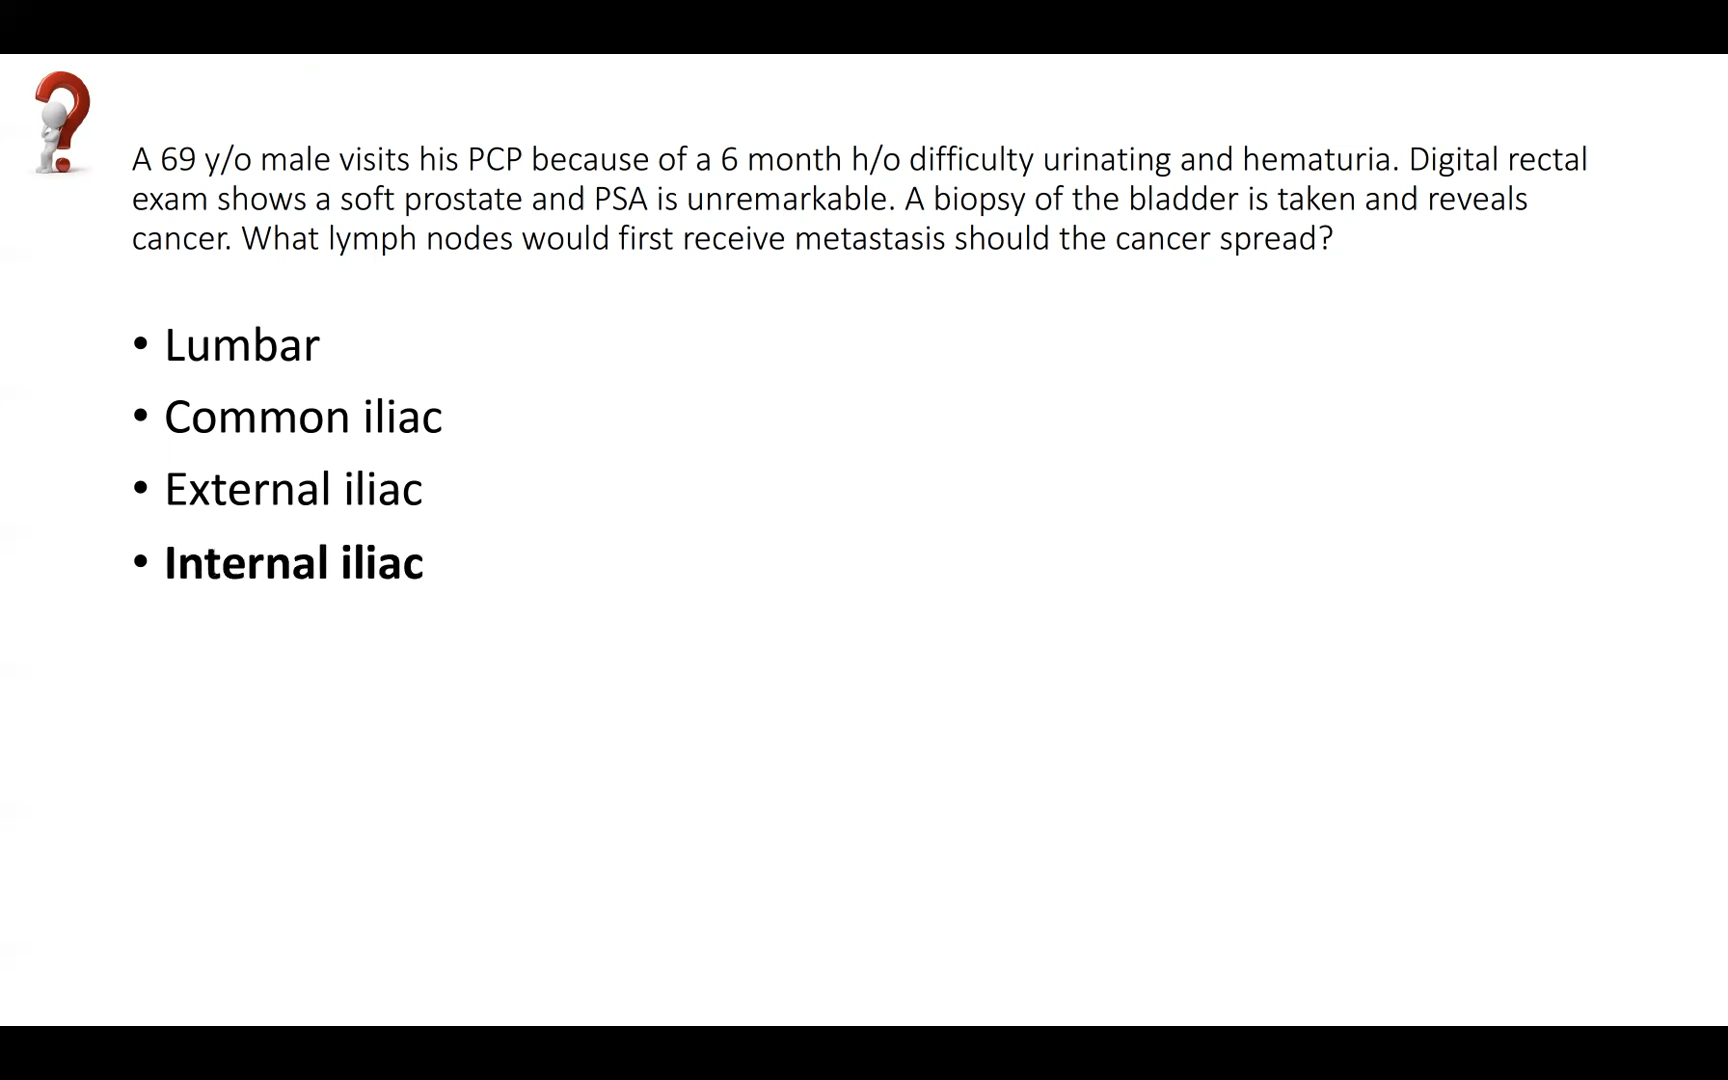 A 69 y/o male visits his PCP because of a 6 month h/o difficulty urinating and hematuria. Digital rectal
exam shows a soft prostate and PSA is unremarkable. A biopsy of the bladder is taken and reveals
cancer. What lymph nodes would first receive metastasis should the cancer spread?
• Lumbar
• Common iliac
• External iliac
• Internal iliac